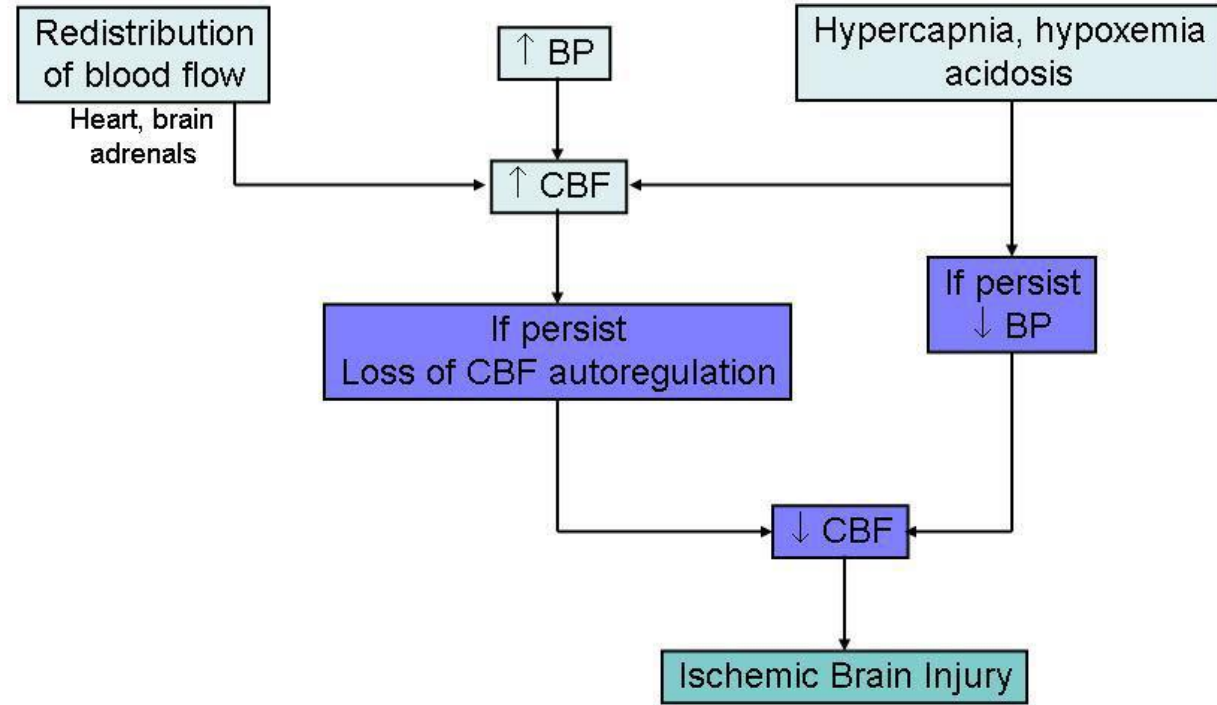 Redistribution
of blood flow
Heart, brain
adrenals
↑ BP
Hypercapnia, hypoxemia
acidosis
↑ CBF
If persist
↓ BP
If persist
Loss of CBF autoregulation
↓ CBF
Ischemic Brain Injury